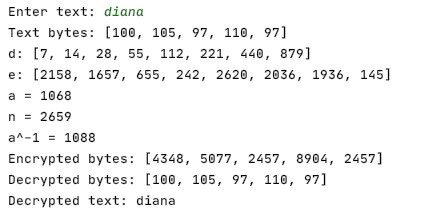 Enter text: diana
Text bytes: [100, 105, 97, 110, 97]
d: [7, 14, 28, 55, 112, 221, 440, 879]
e: [2158, 1657, 655, 242, 2620, 2036, 1936, 145]
a = 1068
n = 2659
a^-1 = 1088
Encrypted bytes: [4348, 5077, 2457, 8904, 2457]
Decrypted bytes: [100, 105, 97, 110, 97]
Decrypted text: diana